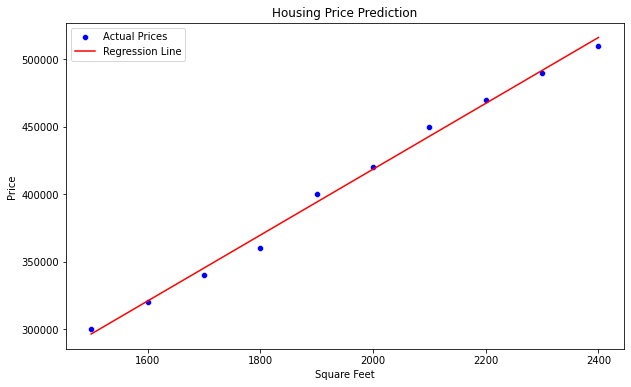 Housing Price Prediction
Actual Prices
Regression Line
500000
450000
400000
350000
300000
Price
1600
1800
2000
2200
2400
Square Feet